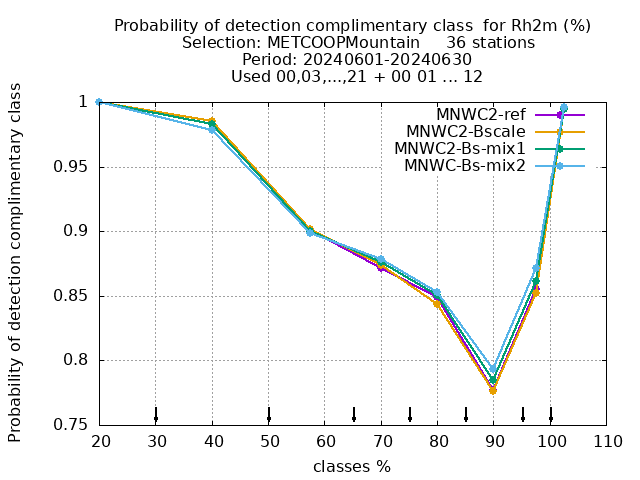 Probability of detection complimentary class  for Rh2m (%)
Selection: METCOOPMountain     36 stations
Period: 20240601-20240630
Used 00,03,...,21 + 00 01 ... 12
Probability of detection complimentary class
1
0.95
0.9
0.85
0.8
0.75
MNWC2-ref
MNWC2-Bscale
MNWC2-Bs-mix1
MNWC-Bs-mix2
20 30 40 50 60 70 80 90 100 110
classes %